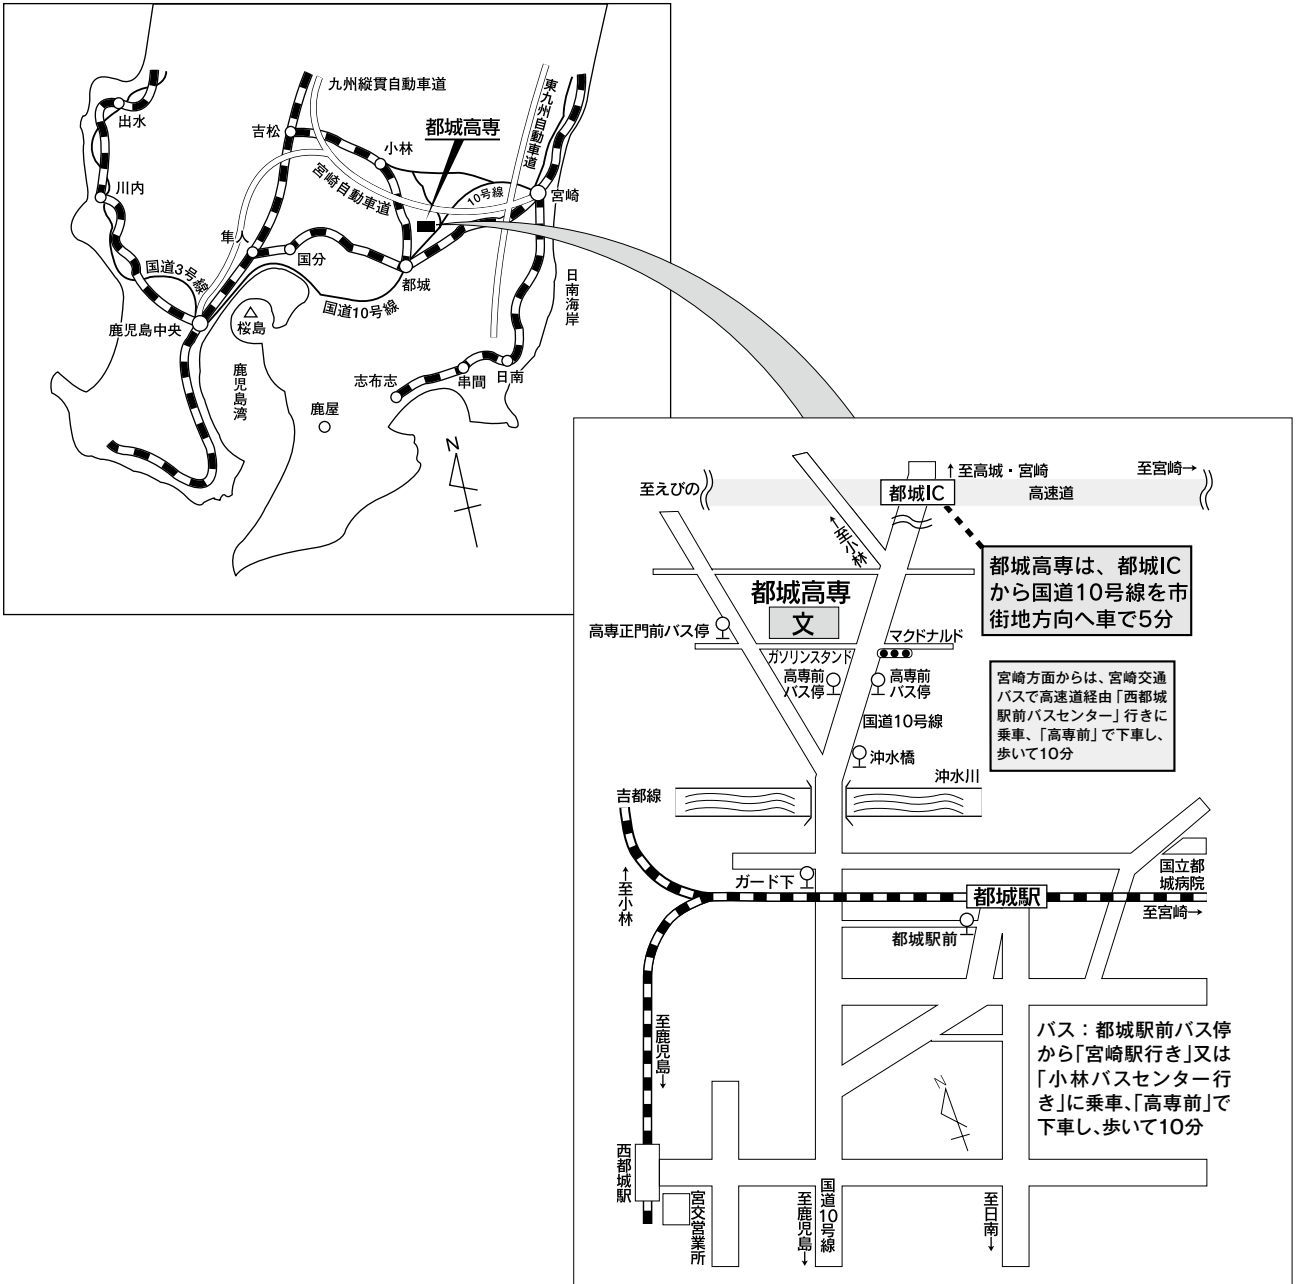 九州縦貫自動車道
東九州自動車道
出水
吉松
都城高専
小林
宮崎自動車道
10号線
宮崎
川内
隼人
国分
国道3号線
都城
日南海岸
国道10号線
鹿児島中央
桜島
鹿児島湾
志布志
串間
日南
鹿屋
N
↑至高城・宮崎
至宮崎→
至えびの
都城IC
高速道
↑至小林
都城高専は、都城IC
から国道10号線を市
街地方向へ車で5分
都城高専
文
高専正門前バス停
マクドナルド
ガソリンスタンド
高専前
バス停
高専前
バス停
宮崎方面からは、宮崎交通
バスで高速道経由「西都城
駅前バスセンター」行きに
乗車、「高専前」で下車し、
歩いて10分
国道10号線
沖水橋
沖水川
吉都線
国立都
城病院
ガード下
↑至小林
都城駅
至宮崎→
都城駅前
至鹿児島→
バス：都城駅前バス停
から「宮崎駅行き」又は
「小林バスセンター行
き」に乗車、「高専前」で
下車し、歩いて10分
N
西都城駅
宮交営業所
至鹿児島→
国道10号線
至日南→